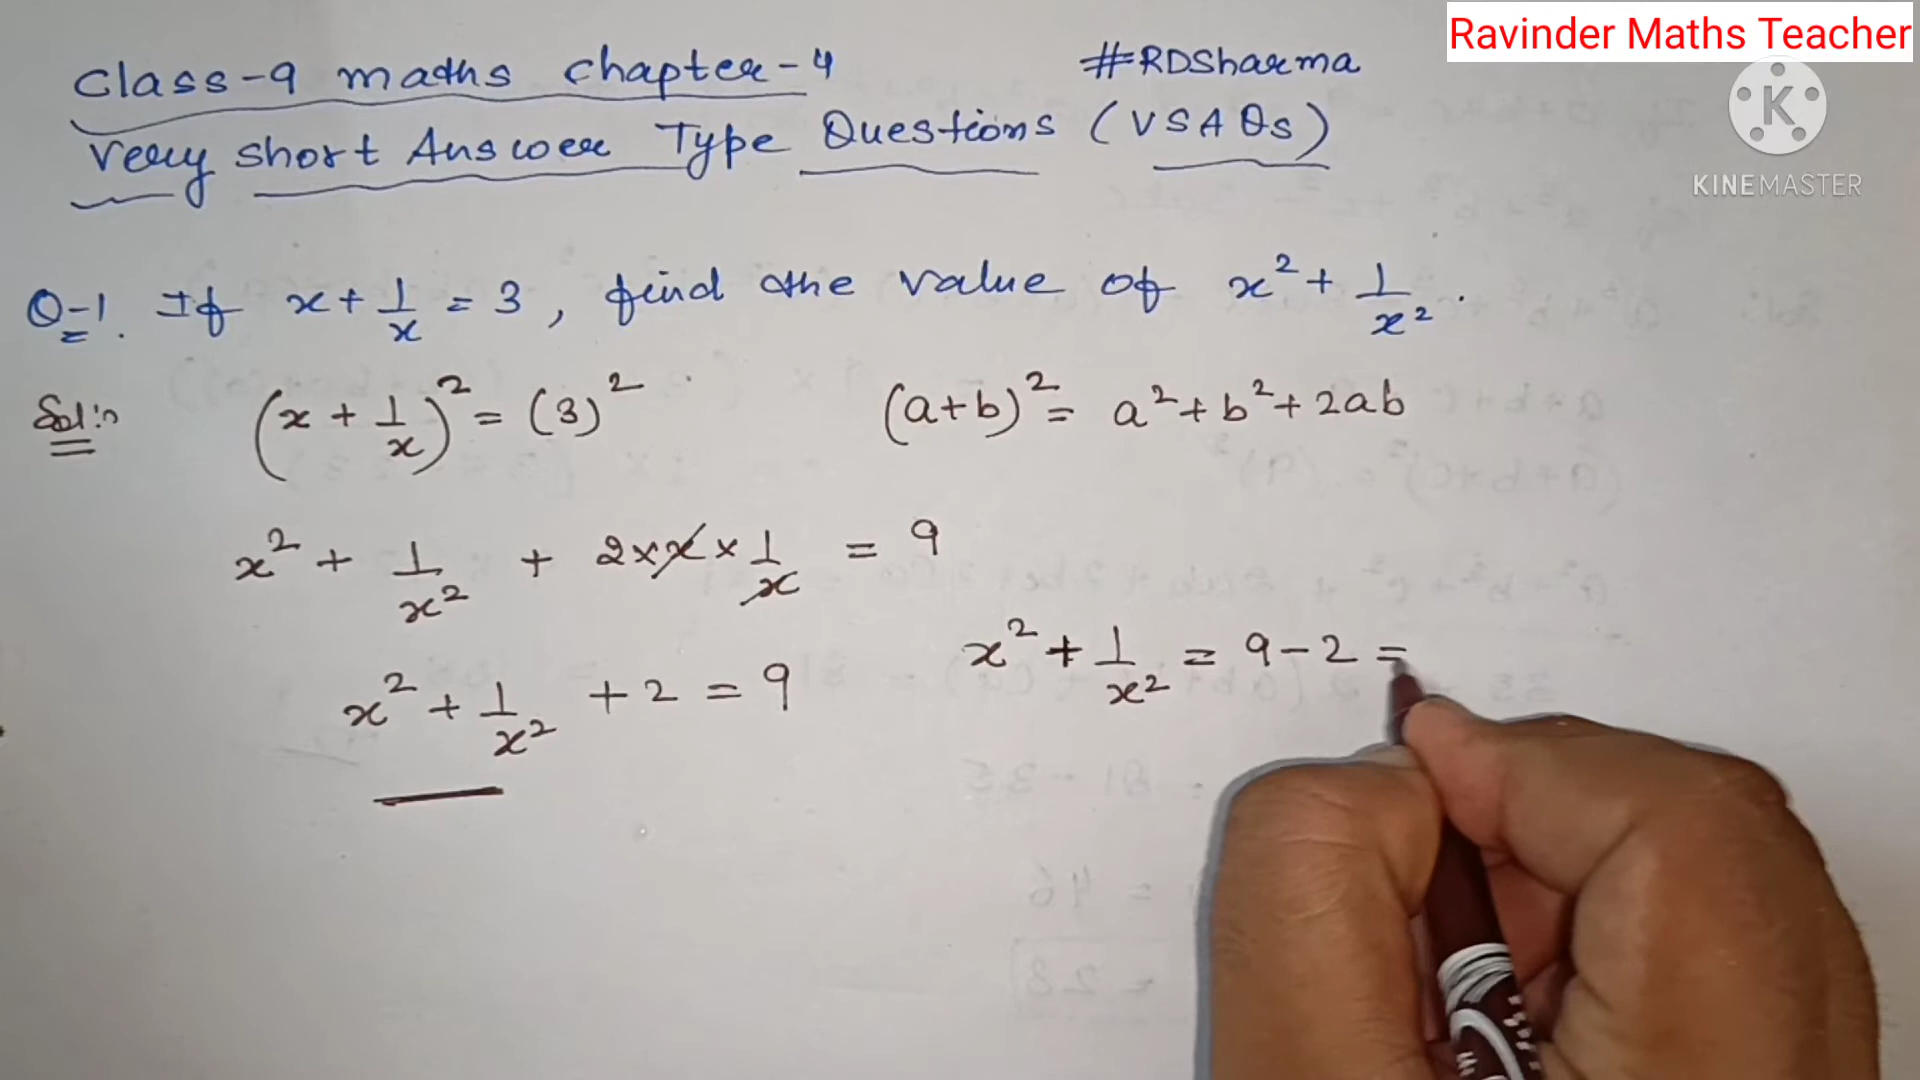 Ravinder Maths Teacher
Class-9 maths chapter-4 #RDSharma
Very short Answer Type Questions (VSAQs)
KINEMASTER
Q-1. If x + 1/x = 3, find the value of x² + 1/x².
Sol:n (x + 1/x)² = (3)² (a+b)² = a² + b² + 2ab
x² + 1/x² + 2 × x × 1/x = 9
x² + 1/x² + 2 = 9
x² + 1/x² = 9 - 2 =